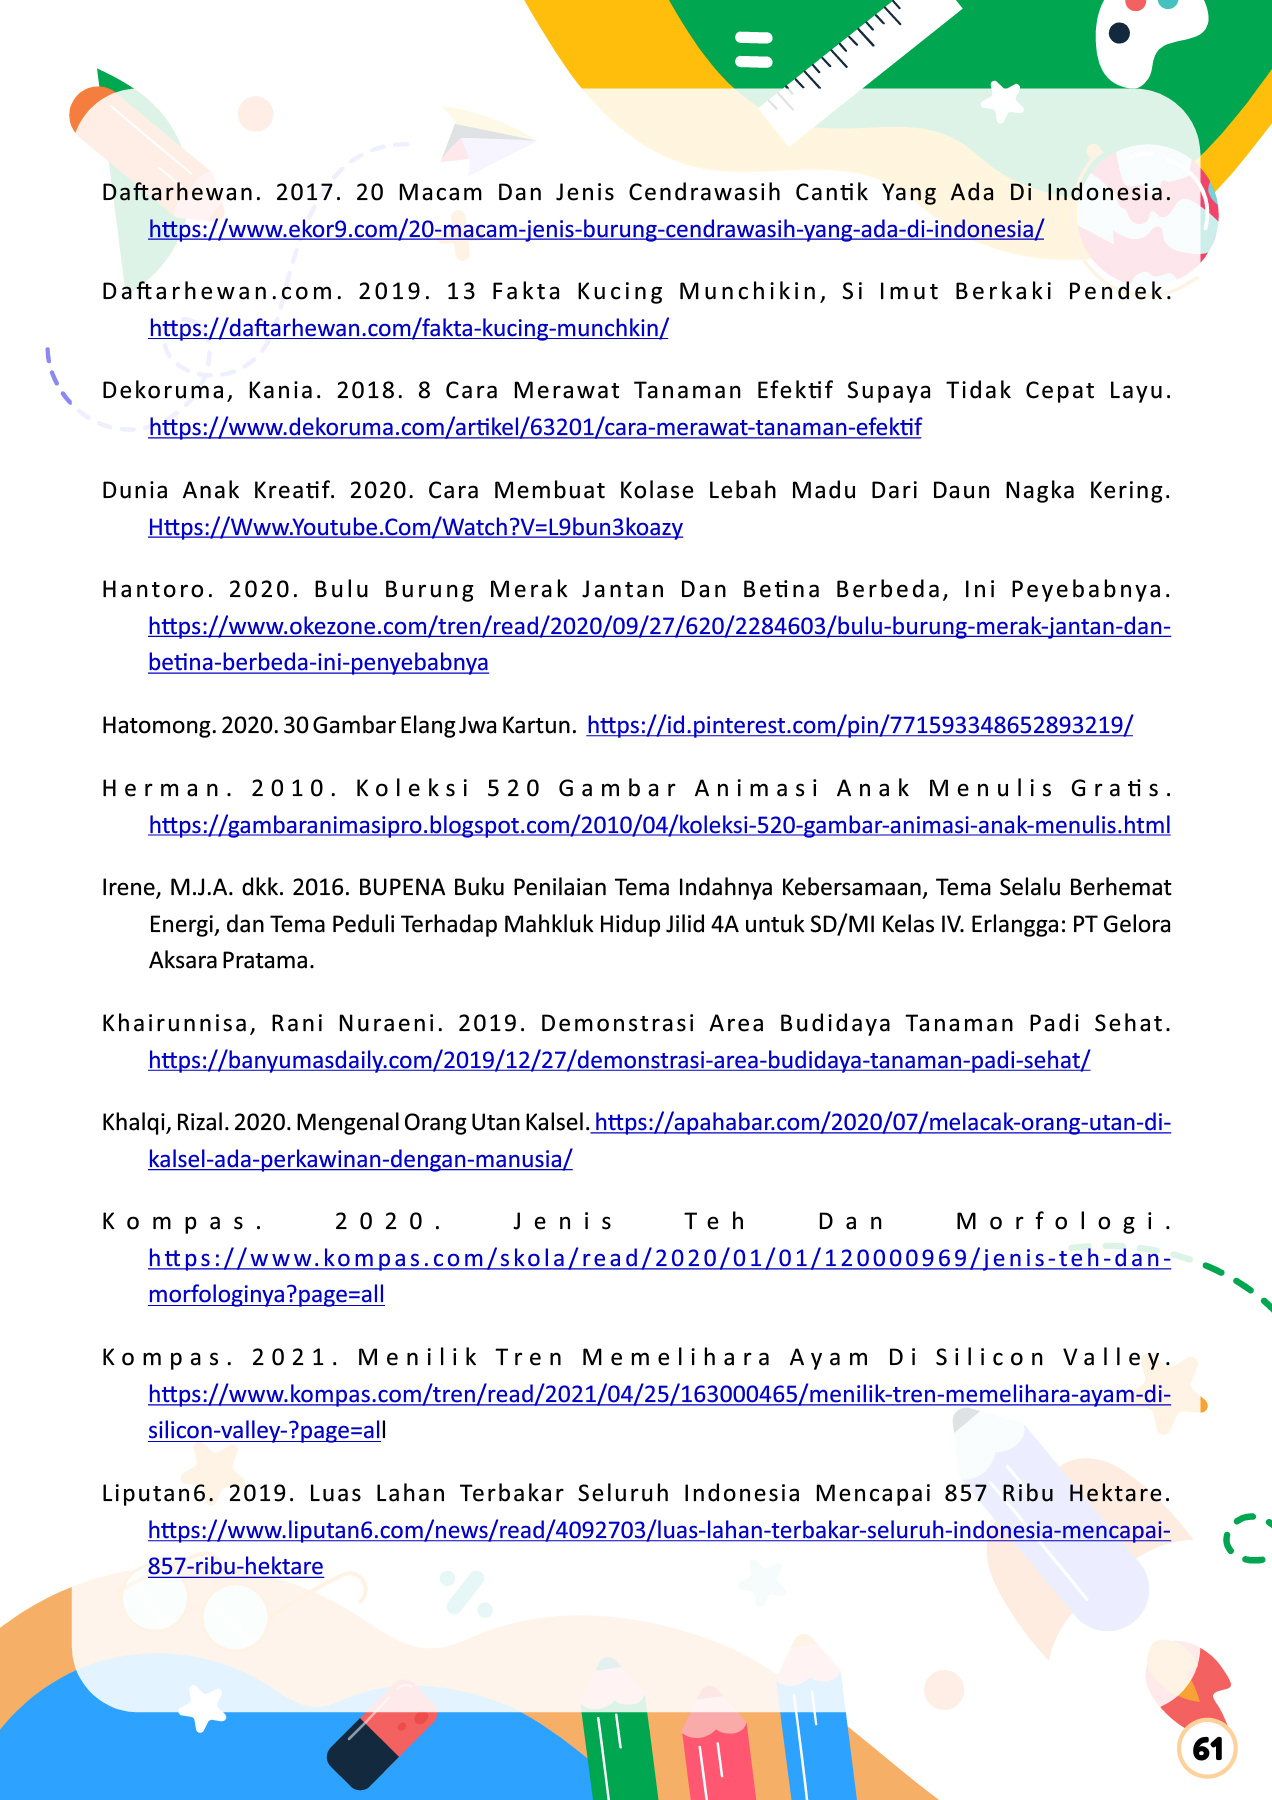 Daftarhewan. 2017. 20 Macam Dan Jenis Cendrawasih Cantik Yang Ada Di Indonesia.
https://www.ekor9.com/20-macam-jenis-burung-cendrawasih-yang-ada-di-indonesia/
Daftarhewan.com. 2019. 13 Fakta Kucing Munchikin, Si Imut Berkaki Pendek.
https://daftarhewan.com/fakta-kucing-munchkin/
Dekoruma, Kania. 2018. 8 Cara Merawat Tanaman Efektif Supaya Tidak Cepat Layu.
https://www.dekoruma.com/artikel/63201/cara-merawat-tanaman-efektif
Dunia Anak Kreatif. 2020. Cara Membuat Kolase Lebah Madu Dari Daun Nagka Kering.
Https://Www.Youtube.Com/Watch?V=L9bun3koazy
Hantoro. 2020. Bulu Burung Merak Jantan Dan Betina Berbeda, Ini Peyebabnya.
https://www.okezone.com/tren/read/2020/09/27/620/2284603/bulu-burung-merak-jantan-dan-
betina-berbeda-ini-penyebabnya
Hatomong. 2020. 30 Gambar Elang Jwa Kartun. https://id.pinterest.com/pin/771593348652893219/
Herman. 2010. Koleksi 520 Gambar Animasi Anak Menulis Gratis.
https://gambaranimasipro.blogspot.com/2010/04/koleksi-520-gambar-animasi-anak-menulis.html
Irene, M.J.A. dkk. 2016. BUPENA Buku Penilaian Tema Indahnya Kebersamaan, Tema Selalu Berhemat
Energi, dan Tema Peduli Terhadap Mahkluk Hidup Jilid 4A untuk SD/MI Kelas IV. Erlangga: PT Gelora
Aksara Pratama.
Khairunnisa, Rani Nuraeni. 2019. Demonstrasi Area Budidaya Tanaman Padi Sehat.
https://banyumasdaily.com/2019/12/27/demonstrasi-area-budidaya-tanaman-padi-sehat/
Khalqi, Rizal. 2020. Mengenal Orang Utan Kalsel. https://apahabar.com/2020/07/melacak-orang-utan-di-
kalsel-ada-perkawinan-dengan-manusia/
Kompas. 2020. Jenis Teh Dan Morfologi.
https://www.kompas.com/skola/read/2020/01/01/120000969/jenis-teh-dan-
morfologinya?page=all
Kompas. 2021. Menilik Tren Memelihara Ayam Di Silicon Valley.
https://www.kompas.com/tren/read/2021/04/25/163000465/menilik-tren-memelihara-ayam-di-
silicon-valley-?page=all
Liputan6. 2019. Luas Lahan Terbakar Seluruh Indonesia Mencapai 857 Ribu Hektare.
https://www.liputan6.com/news/read/4092703/luas-lahan-terbakar-seluruh-indonesia-mencapai-
857-ribu-hektare
61